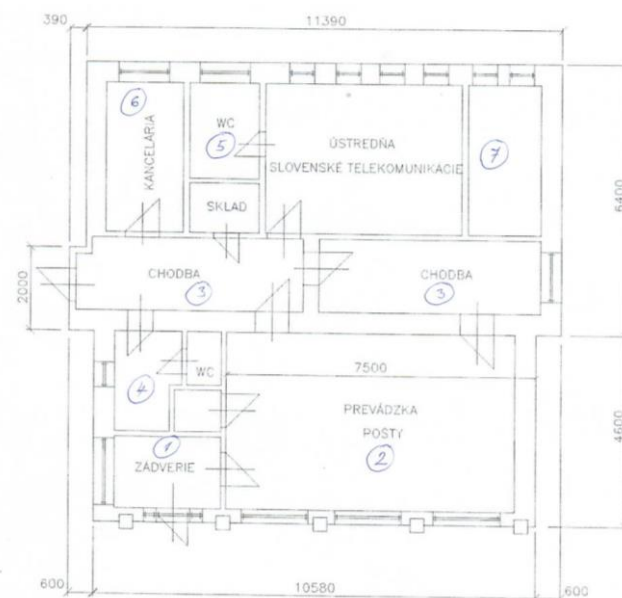 390
11390
6
KANCELÁRIA
WC
5
ÚSTREDŇA
SLOVENSKÉ TELEKOMUNIKÁCIE
7
SKLAD
6400
CHODBA
3
CHODBA
3
2000
7500
WC
4
PREVÁDZKA
POŠTY
2
4600
1
ZÁDVERIE
600
10580
600